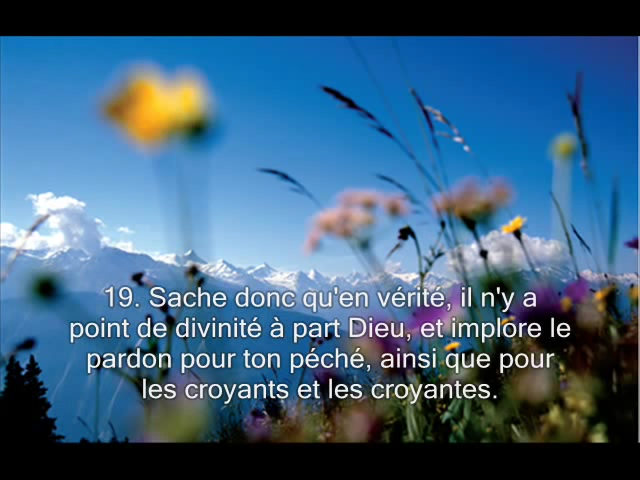 19. Sache donc qu'en vérité, il n'y a
point de divinité à part Dieu, et implore le
pardon pour ton péché, ainsi que pour
les croyants et les croyantes.